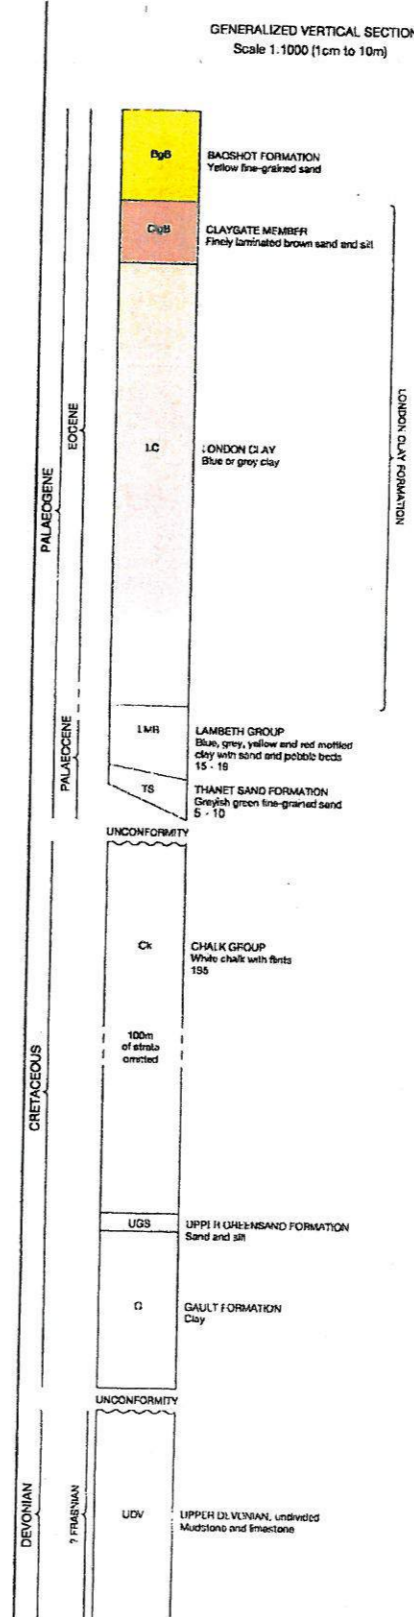 GENERALIZED VERTICAL SECTION
Scale 1:1000 (1cm to 10m)
BgB
BAGSHOT FORMATION
Yellow fine-grained sand
ClgB
CLAYGATE MEMBER
Finely laminated brown sand and silt
LC
LONDON CLAY
Blue or grey clay
LONDON CLAY FORMATION
EOCENE
PALAEOGENE
PALAEOCENE
LMB
LAMBETH GROUP
Blue, grey, yellow and red mottled
clay with sand and pebble beds
15 - 18
TS
THANET SAND FORMATION
Greyish green fine-grained sand
5 - 10
UNCONFORMITY
Ck
CHALK GROUP
White chalk with flints
195
100m
of strata
omitted
CRETACEOUS
UGS
UPPER GREENSAND FORMATION
Sand and silt
G
GAULT FORMATION
Clay
UNCONFORMITY
DEVONIAN
? FRASNIAN
UDV
UPPER DEVONIAN, undivided
Mudstone and limestone